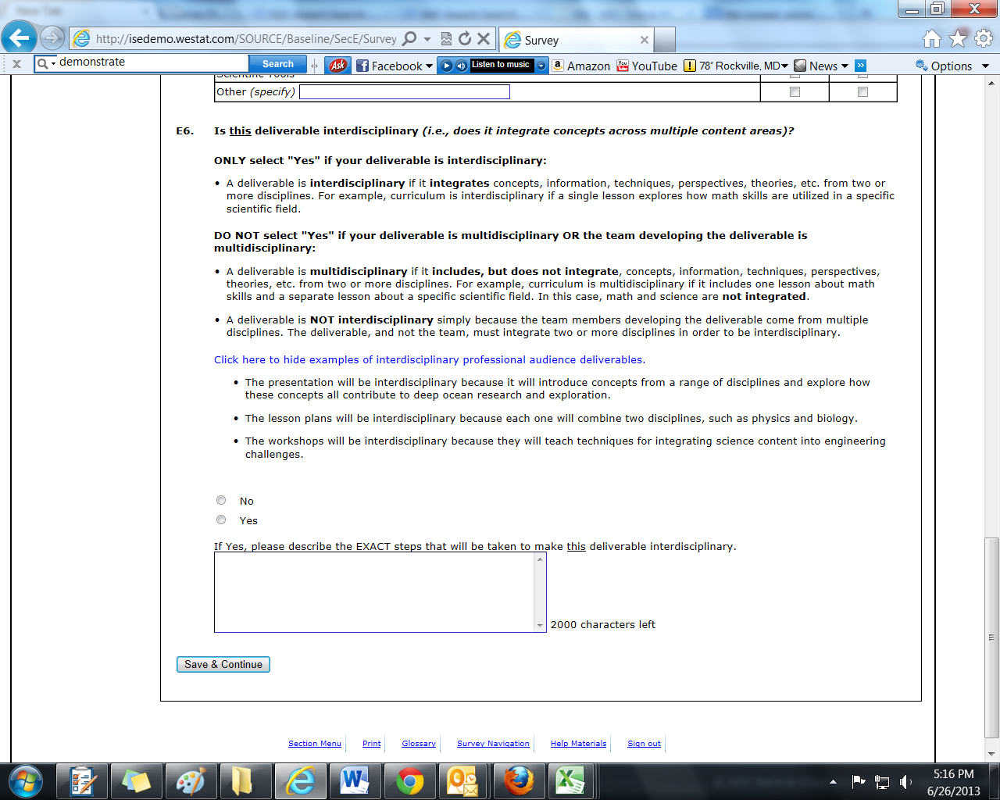 New Tab
http://isedemo.westat.com/SOURCE/Baseline/SecE/Survey
Survey
demonstrate
Search
Ask
Facebook
Listen to music
a
Amazon
You Tube
YouTube
78° Rockville, MD
News
»
Options
Scientific Tools
Other (specify)
E6. Is this deliverable interdisciplinary (i.e., does it integrate concepts across multiple content areas)?
ONLY select "Yes" if your deliverable is interdisciplinary:
• A deliverable is interdisciplinary if it integrates concepts, information, techniques, perspectives, theories, etc. from two or
more disciplines. For example, curriculum is interdisciplinary if a single lesson explores how math skills are utilized in a specific
scientific field.
DO NOT select "Yes" if your deliverable is multidisciplinary OR the team developing the deliverable is
multidisciplinary:
• A deliverable is multidisciplinary if it includes, but does not integrate, concepts, information, techniques, perspectives,
theories, etc. from two or more disciplines. For example, curriculum is multidisciplinary if it includes one lesson about math
skills and a separate lesson about a specific scientific field. In this case, math and science are not integrated.
• A deliverable is NOT interdisciplinary simply because the team members developing the deliverable come from multiple
disciplines. The deliverable, and not the team, must integrate two or more disciplines in order to be interdisciplinary.
Click here to hide examples of interdisciplinary professional audience deliverables.
• The presentation will be interdisciplinary because it will introduce concepts from a range of disciplines and explore how
these concepts all contribute to deep ocean research and exploration.
• The lesson plans will be interdisciplinary because each one will combine two disciplines, such as physics and biology.
• The workshops will be interdisciplinary because they will teach techniques for integrating science content into engineering
challenges.
No
Yes
If Yes, please describe the EXACT steps that will be taken to make this deliverable interdisciplinary.
2000 characters left
Save & Continue
Section Menu
Print
Glossary
Survey Navigation
Help Materials
Sign out
5:16 PM
6/26/2013